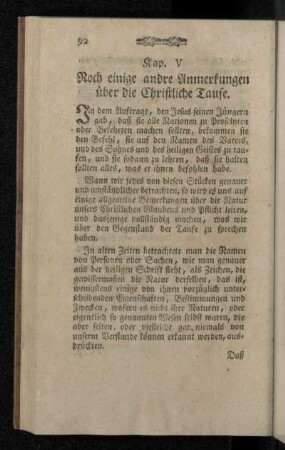 92
Kap. V
Noch einige andre Anmerkungen
über die Christliche Taufe.
In dem Auftrage, den Jesus seinen Jüngern
gab, daß sie alle Nationen zu Proselyten
oder Bekehrten machen sollten, bekommen sie
den Befehl, sie auf den Namen des Vaters,
und des Sohnes und des heiligen Geistes zu tau-
fen, und sie sodann zu lehren, daß sie halten
sollten alles, was er ihnen befohlen habe.
Wann wir jedes von diesen Stücken genauer
und umständlicher betrachten, so wird es uns auf
einige allgemeine Bemerkungen über die Natur
unsers Christlichen Glaubens und Pflicht leiten,
und dasjenige vollständig machen, was wir
über den Gegenstand der Taufe zu sprechen
haben.
In alten Zeiten betrachtete man die Namen
von Personen oder Sachen, wie man genauer
aus der heiligen Schrift sieht, als Zeichen, die
gewissermaßen die Natur derselben, das ist,
wenigstens einige von ihren vorzüglich unter-
scheidenden Eigenschaften, Bestimmungen und
Zwecken, wofern es nicht ihre Naturen, oder
eigentlich so genannten Wesen selbst waren, die
aber selten, oder vielleicht gar niemals von
unserm Verstande können erkannt werden, aus-
drückten.
Daß